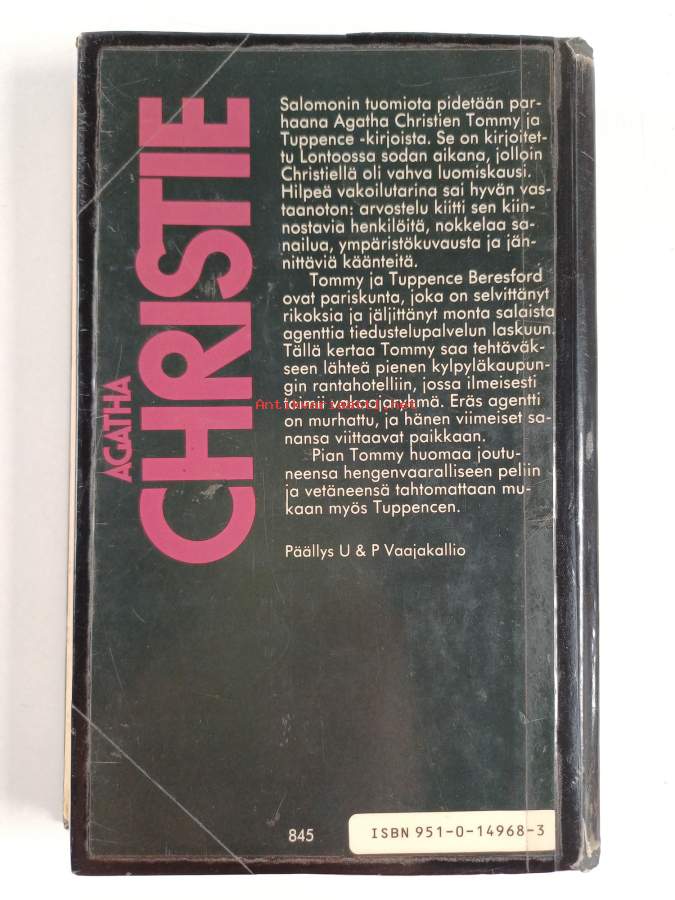 AGATHA
CHRISTIE
Salomonin tuomiota pidetään par-
haana Agatha Christien Tommy ja
Tuppence -kirjoista. Se on kirjoitet-
tu Lontoossa sodan aikana, jolloin
Christiellä oli vahva luomiskausi.
Hilpeä vakoilutarina sai hyvän vas-
taanoton: arvostelu kiitti sen kiin-
nostavia henkilöitä, nokkelaa sa-
nailua, ympäristökuvausta ja jän-
nittäviä käänteitä.
Tommy ja Tuppence Beresford
ovat pariskunta, joka on selvittänyt
rikoksia ja jäljittänyt monta salaista
agenttia tiedustelupalvelun laskuun.
Tällä kertaa Tommy saa tehtäväk-
seen lähteä pienen kylpyläkaupun-
gin rantahotelliin, jossa ilmeisesti
toimii vakoojaryhmä. Eräs agentti
on murhattu, ja hänen viimeiset sa-
nansa viittaavat paikkaan.
Pian Tommy huomaa joutu-
neensa hengenvaaralliseen peliin
ja vetäneensä tahtomattaan mu-
kaan myös Tuppencen.
Päällys U & P Vaajakallio
845
ISBN 951-0-14968-3